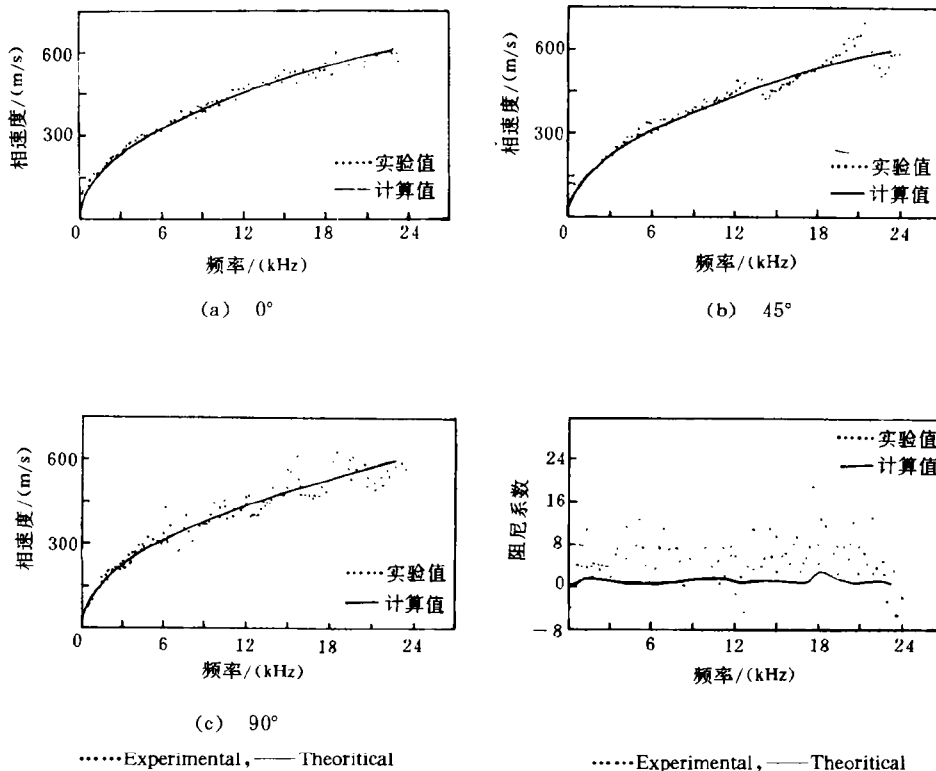 600
300
相速度/(m/s)
······实验值
——计算值
0 6 12 18 24
频率/(kHz)
(a) 0°
600
300
相速度/(m/s)
······实验值
——计算值
0 6 12 18 24
频率/(kHz)
(b) 45°
600
300
相速度/(m/s)
······实验值
——计算值
0 6 12 18 24
频率/(kHz)
(c) 90°
······Experimental, ——Theoritical
24
16
8
0
−8
阻尼系数
······实验值
——计算值
6 12 18 24
频率/(kHz)
······Experimental, ——Theoritical